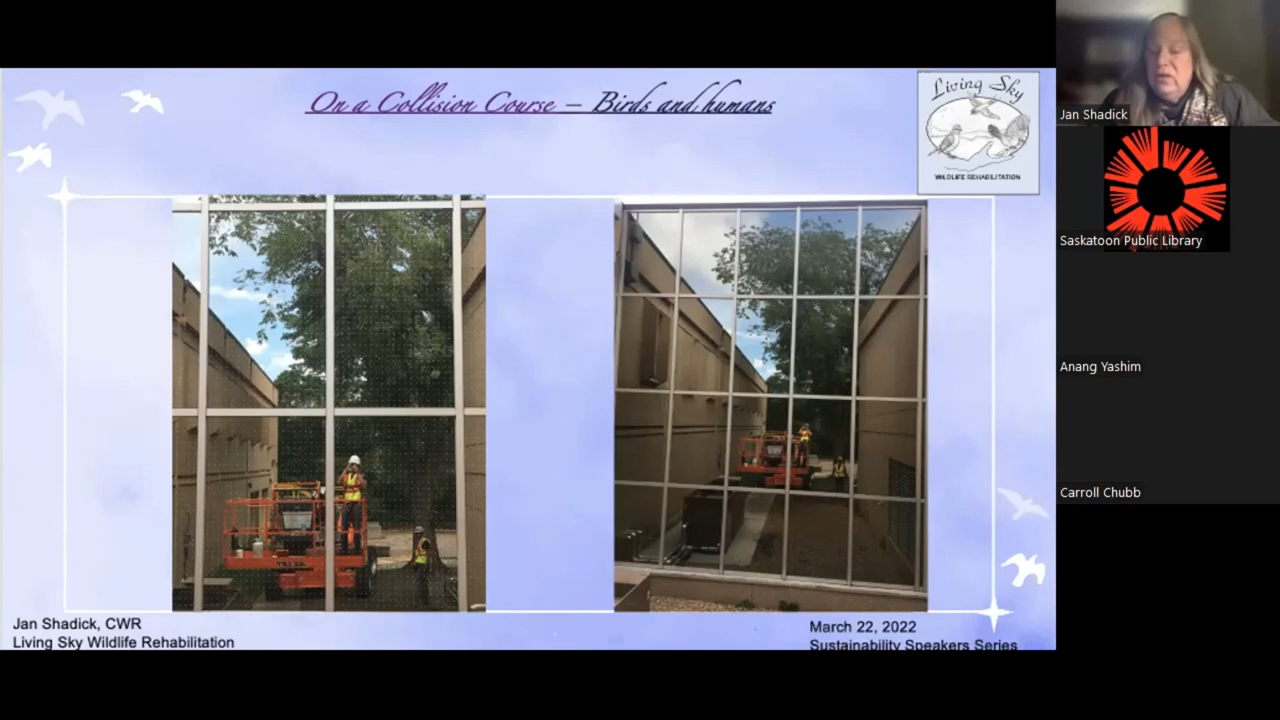 On a Collision Course – Birds and humans
Living Sky
WILDLIFE REHABILITATION
Jan Shadick, CWR
Living Sky Wildlife Rehabilitation
March 22, 2022
Sustainability Speakers Series
Jan Shadick
Saskatoon Public Library
Anang Yashim
Carroll Chubb